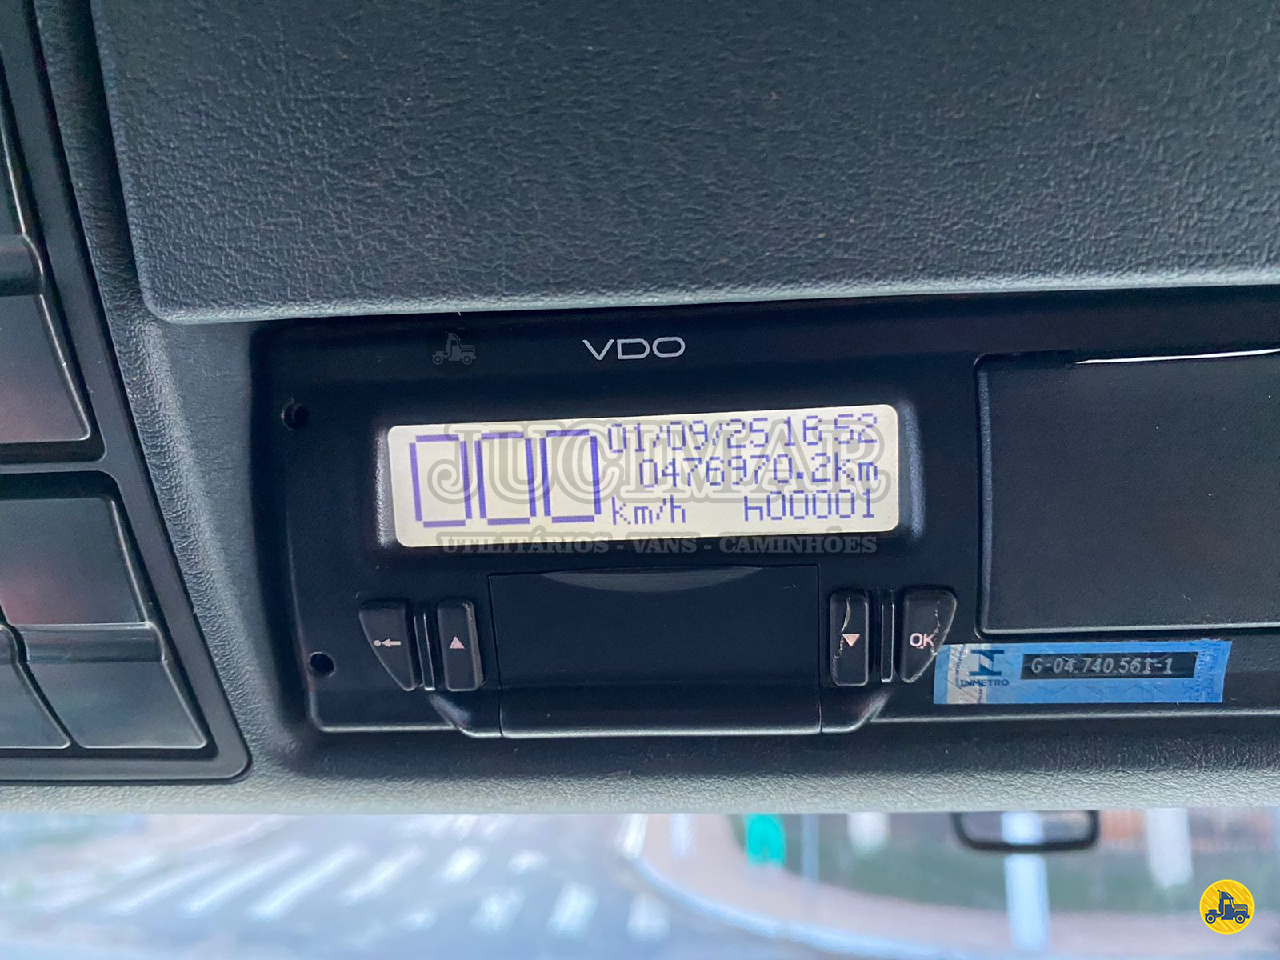 VDO
000
01/09/25 16:52
0476970.2km
km/h h00001
JUCIMAR
UTILITÁRIOS - VANS - CAMINHÕES
OK
INMETRO
G-04.740.561-1